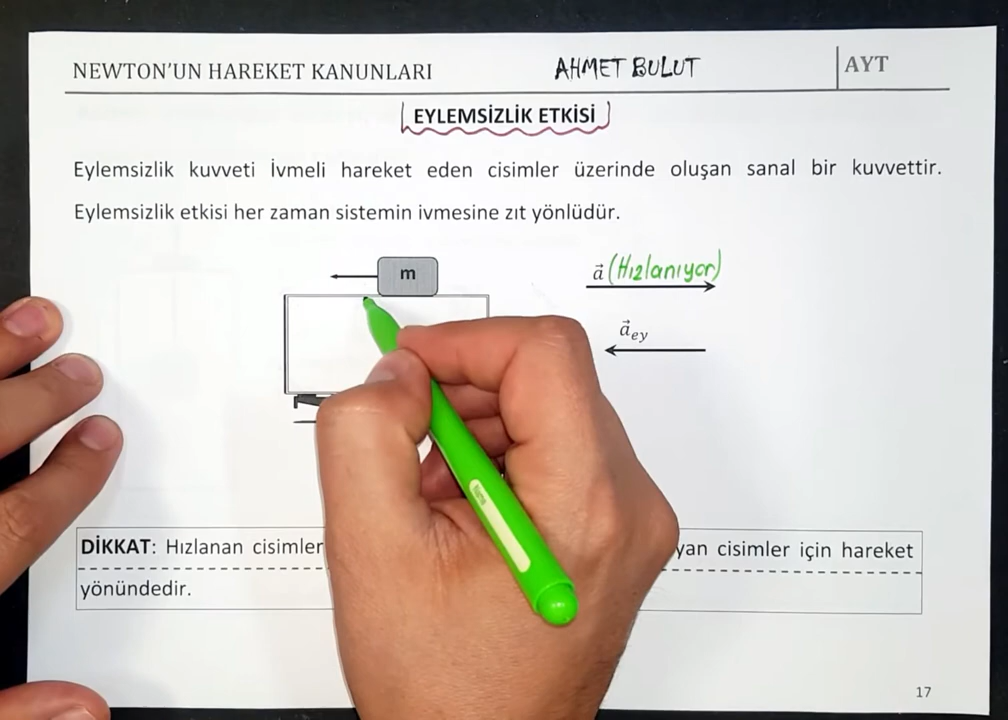 NEWTON'UN HAREKET KANUNLARI AHMET BULUT AYT
EYLEMSİZLİK ETKİSİ
Eylemsizlik kuvveti İvmeli hareket eden cisimler üzerinde oluşan sanal bir kuvvettir.
Eylemsizlik etkisi her zaman sistemin ivmesine zıt yönlüdür.
m
a⃗ (Hızlanıyor)
a⃗ey
DİKKAT: Hızlanan cisimler yan cisimler için hareket
yönündedir.
17